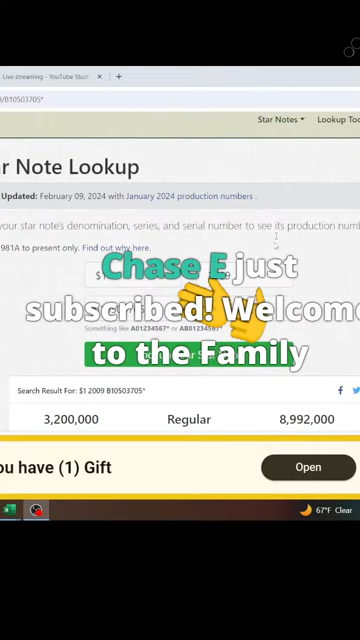 Live streaming - YouTube Stud
9/B10503705*
Star Notes
Lookup Too
ar Note Lookup
Updated: February 09, 2024 with January 2024 production numbers .
your star note's denomination, series, and serial number to see its production numb
981A to present only. Find out why here.
Chase E just
subscribed! Welcome
to the Family
Something like A01234567* or AB01234567*
Search Result For: $1 2009 B10503705*
3,200,000 Regular 8,992,000
ou have (1) Gift
Open
67°F Clear